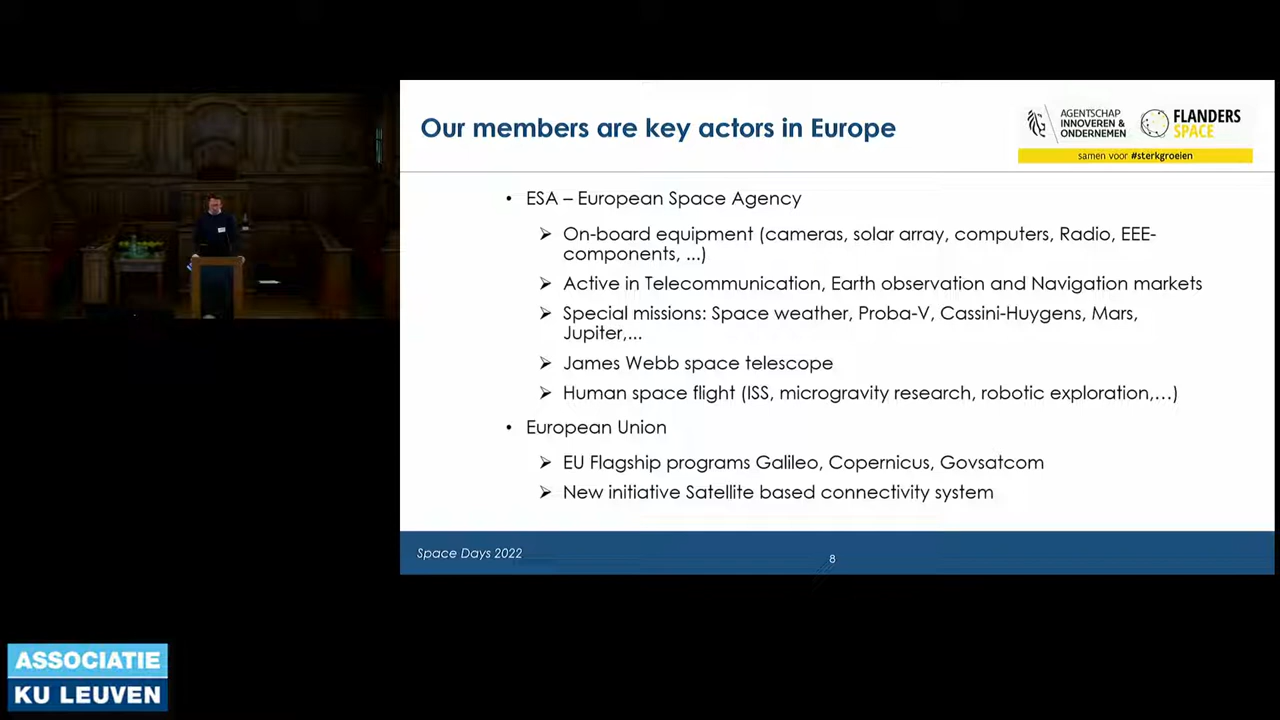 Our members are key actors in Europe
AGENTSCHAP
INNOVEREN &
ONDERNEMEN
FLANDERS
SPACE
samen voor #sterkgroeien
• ESA – European Space Agency
➢ On-board equipment (cameras, solar array, computers, Radio, EEE-
components, ...)
➢ Active in Telecommunication, Earth observation and Navigation markets
➢ Special missions: Space weather, Proba-V, Cassini-Huygens, Mars,
Jupiter,...
➢ James Webb space telescope
➢ Human space flight (ISS, microgravity research, robotic exploration,…)
• European Union
➢ EU Flagship programs Galileo, Copernicus, Govsatcom
➢ New initiative Satellite based connectivity system
Space Days 2022
8
ASSOCIATIE
KU LEUVEN